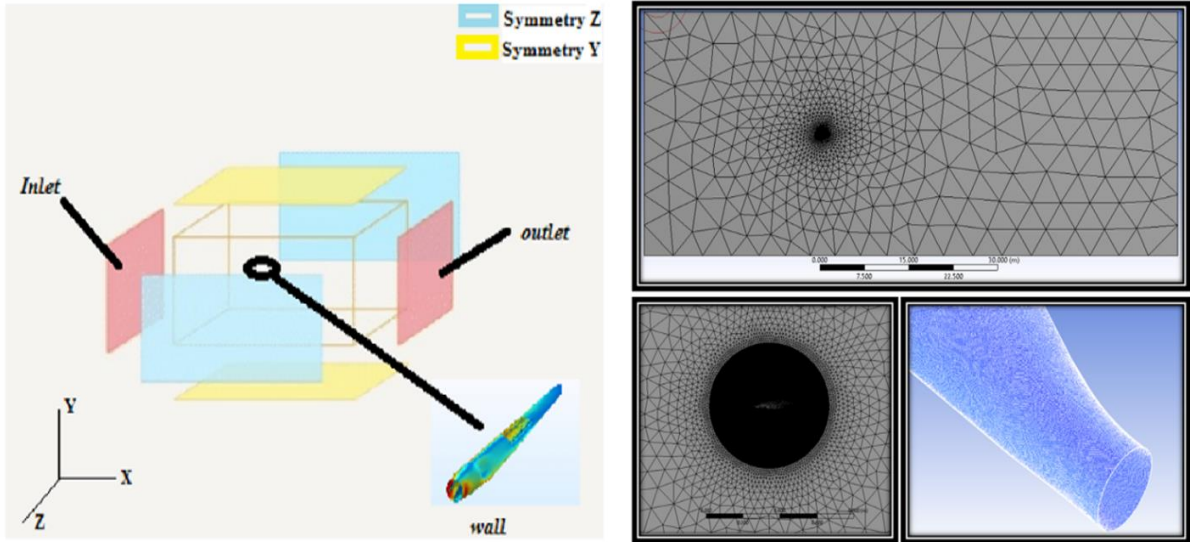 Symmetry Z
Symmetry Y
Inlet
outlet
Y
X
Z
wall
0.000 15.000 30.000 (m)
7.500 22.500